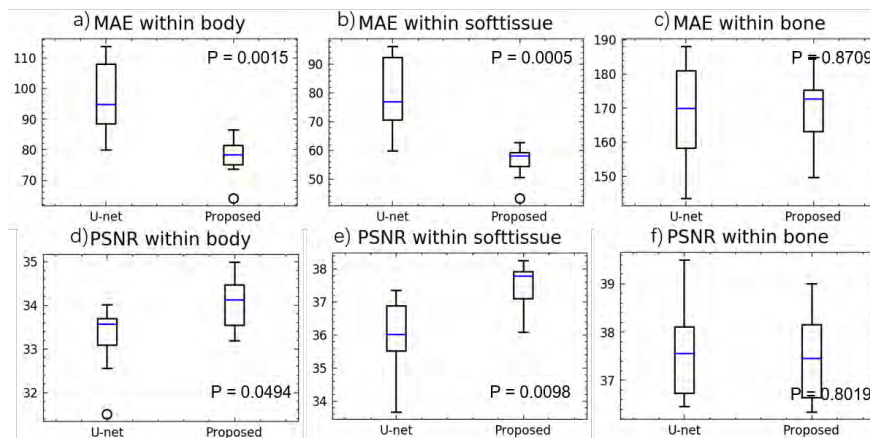 a) MAE within body
110
100
90
80
70
P = 0.0015
U-net Proposed
b) MAE within softtissue
90
80
70
60
50
P = 0.0005
U-net Proposed
c) MAE within bone
190
180
170
160
150
P = 0.8709
U-net Proposed
d) PSNR within body
35
34
33
32
P = 0.0494
U-net Proposed
e) PSNR within softtissue
38
37
36
35
34
P = 0.0098
U-net Proposed
f) PSNR within bone
39
38
37
P = 0.8019
U-net Proposed